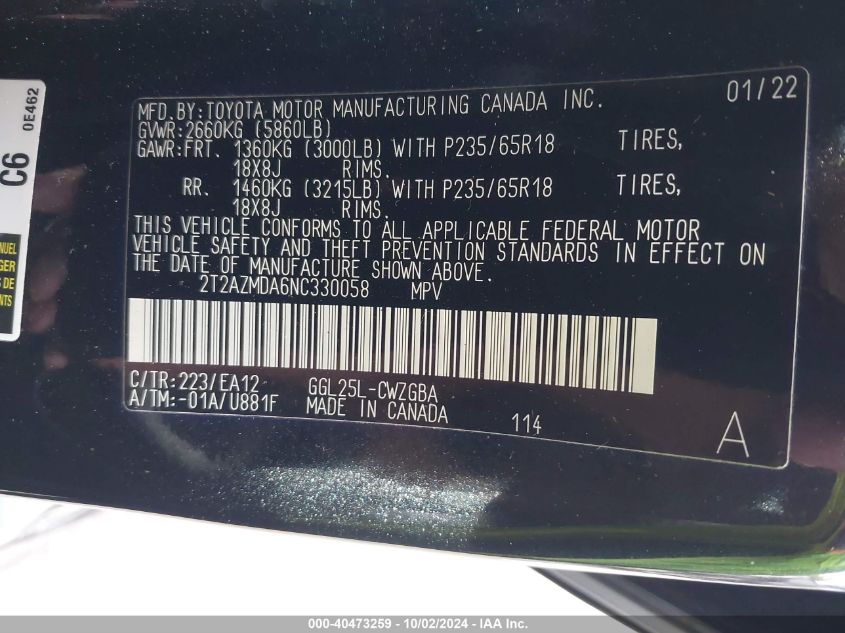 MFD.BY:TOYOTA MOTOR MANUFACTURING CANADA INC. 01/22
GVWR:2660KG (5860LB)
GAWR:FRT. 1360KG (3000LB) WITH P235/65R18 TIRES,
18X8J RIMS.
RR. 1460KG (3215LB) WITH P235/65R18 TIRES,
18X8J RIMS.
THIS VEHICLE CONFORMS TO ALL APPLICABLE FEDERAL MOTOR
VEHICLE SAFETY AND THEFT PREVENTION STANDARDS IN EFFECT ON
THE DATE OF MANUFACTURE SHOWN ABOVE.
2T2AZMDA6NC330058 MPV
C/TR:223/EA12 GGL25L-CWZGBA
A/TM:-01A/U881F MADE IN CANADA 114
A
C6
0E462
000-40473259 - 10/02/2024 - IAA Inc.